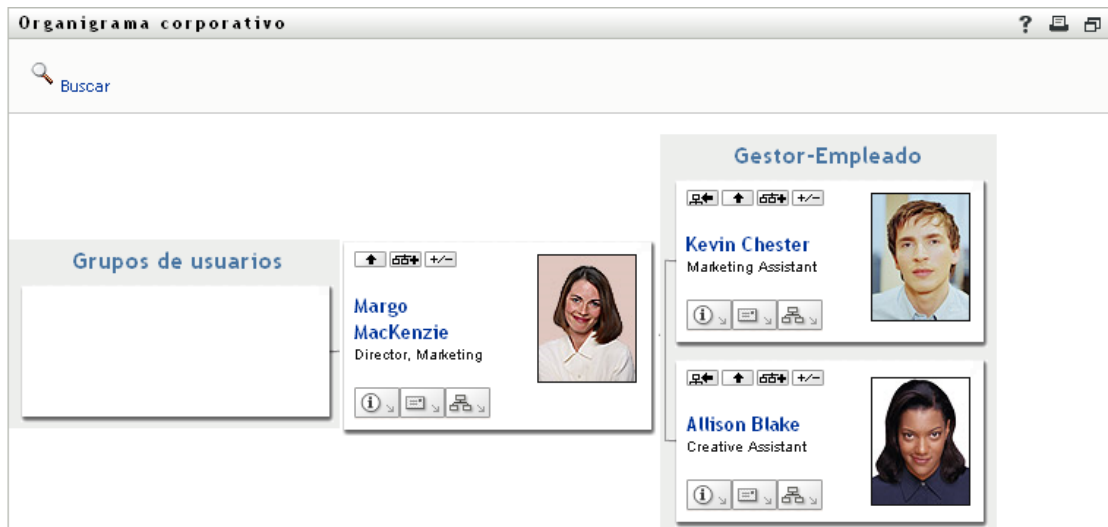 Organigrama corporativo
Buscar
Grupos de usuarios
Margo
MacKenzie
Director, Marketing
Gestor-Empleado
+/-
Kevin Chester
Marketing Assistant
+/-
Allison Blake
Creative Assistant
+/-